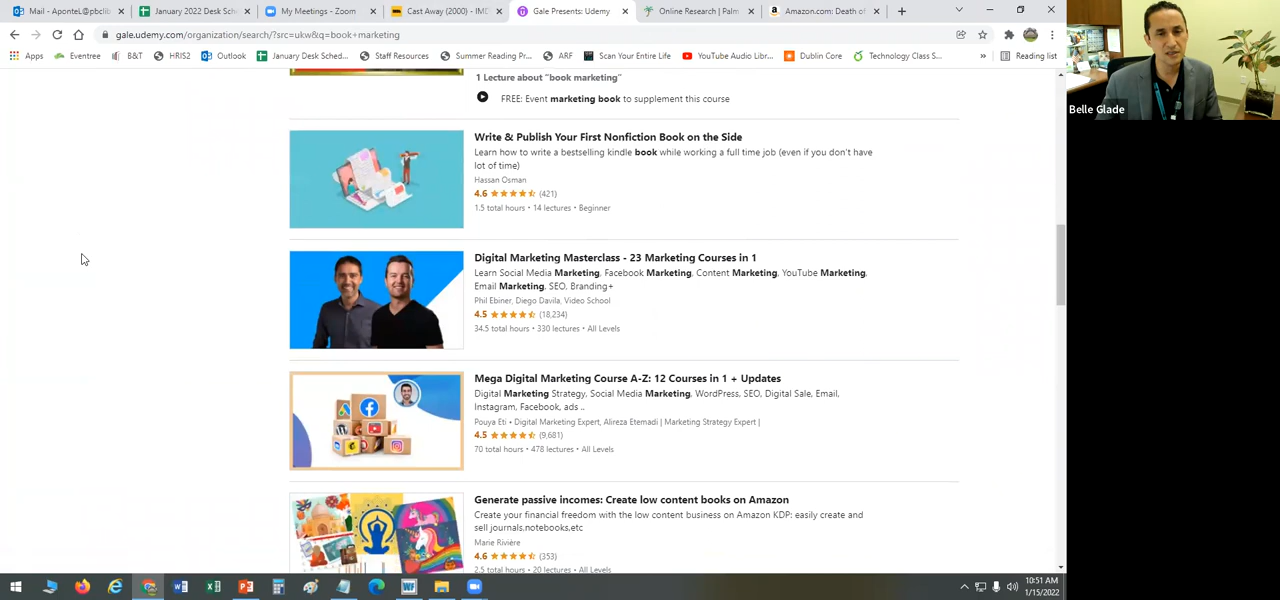 Mail - AponteL@pbclib
January 2022 Desk Sch
My Meetings - Zoom
Cast Away (2000) - IMD
Gale Presents: Udemy
Online Research | Palm
Amazon.com: Death of
gale.udemy.com/organization/search/?src=ukw&q=book+marketing
Apps
Eventree
B&T
HRIS2
Outlook
January Desk Sched...
Staff Resources
Summer Reading Pr...
ARF
Scan Your Entire Life
YouTube Audio Libr...
Dublin Core
Technology Class S...
»
Reading list
1 Lecture about "book marketing"
FREE: Event marketing book to supplement this course
Write & Publish Your First Nonfiction Book on the Side
Learn how to write a bestselling kindle book while working a full time job (even if you don't have
lot of time)
Hassan Osman
4.6 (421)
1.5 total hours • 14 lectures • Beginner
Digital Marketing Masterclass - 23 Marketing Courses in 1
Learn Social Media Marketing, Facebook Marketing, Content Marketing, YouTube Marketing,
Email Marketing, SEO, Branding+
Phil Ebiner, Diego Davila, Video School
4.5 (18,234)
34.5 total hours • 330 lectures • All Levels
Mega Digital Marketing Course A-Z: 12 Courses in 1 + Updates
Digital Marketing Strategy, Social Media Marketing, WordPress, SEO, Digital Sale, Email,
Instagram, Facebook, ads ..
Pouya Eti • Digital Marketing Expert, Alireza Etemadi | Marketing Strategy Expert |
4.5 (9,681)
70 total hours • 478 lectures • All Levels
Generate passive incomes: Create low content books on Amazon
Create your financial freedom with the low content business on Amazon KDP: easily create and
sell journals,notebooks,etc
Marie Rivière
4.6 (353)
2.5 total hours • 20 lectures • All Levels
Belle Glade
10:51 AM
1/15/2022